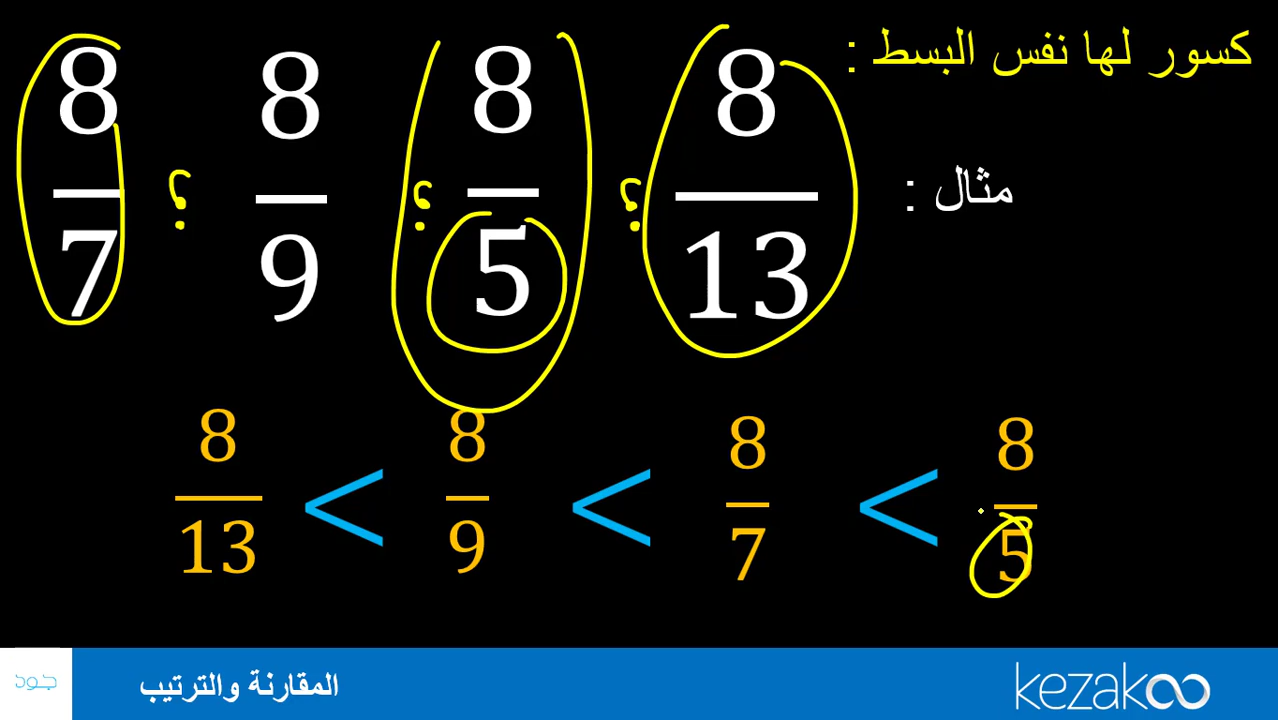 كسور لها نفس البسط :
مثال :
8/13 ؛ 8/5 ؛ 8/9 ؛ 8/7
8/13 < 8/9 < 8/7 < 8/5
جود
المقارنة والترتيب
kezakoo